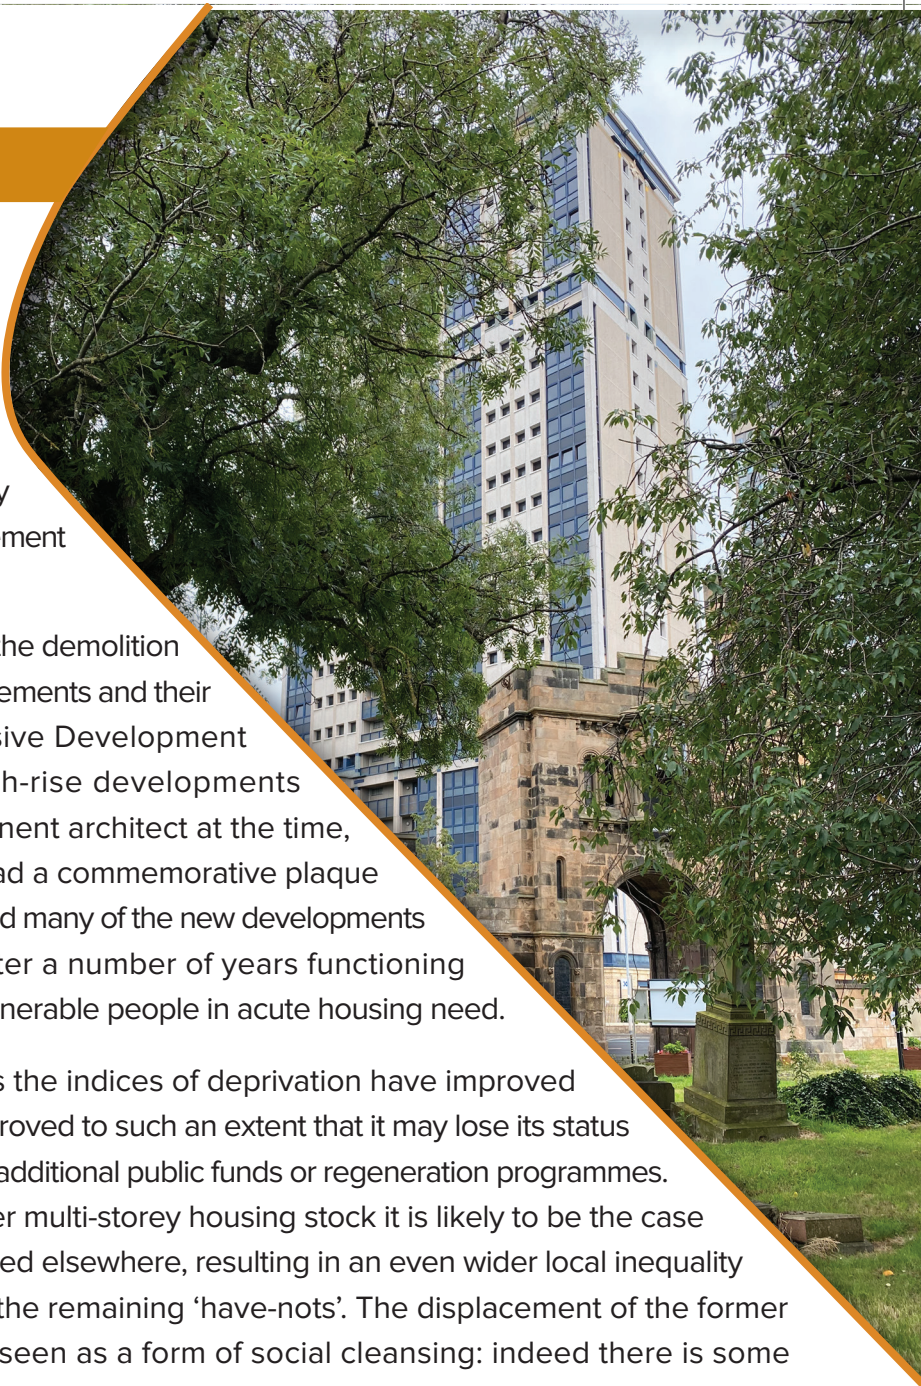 y
ment
the demolition
ements and their
sive Development
h-rise developments
nent architect at the time,
ad a commemorative plaque
d many of the new developments
ter a number of years functioning
nerable people in acute housing need.
s the indices of deprivation have improved
roved to such an extent that it may lose its status
additional public funds or regeneration programmes.
er multi-storey housing stock it is likely to be the case
ed elsewhere, resulting in an even wider local inequality
the remaining ‘have-nots’. The displacement of the former
seen as a form of social cleansing: indeed there is some